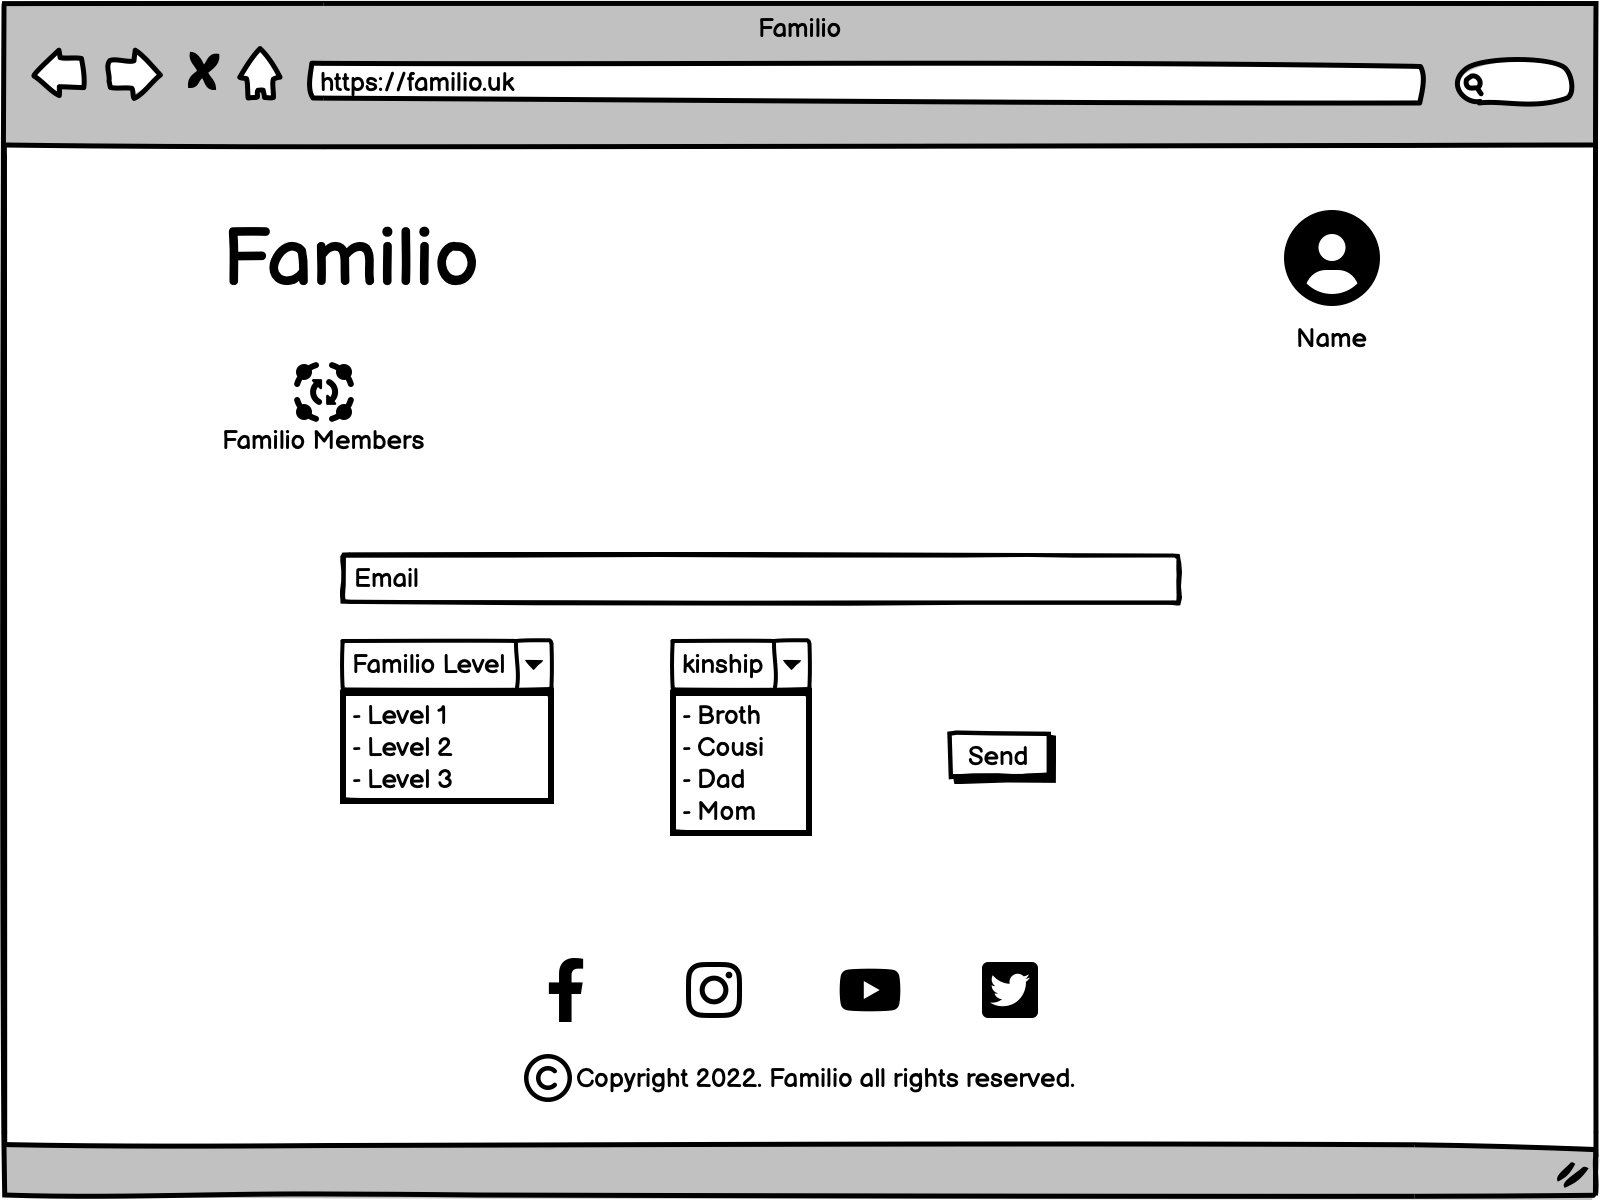 Familio
https://familio.uk
Familio
Name
Familio Members
Email
Familio Level
- Level 1
- Level 2
- Level 3
kinship
- Broth
- Cousi
- Dad
- Mom
Send
© Copyright 2022. Familio all rights reserved.